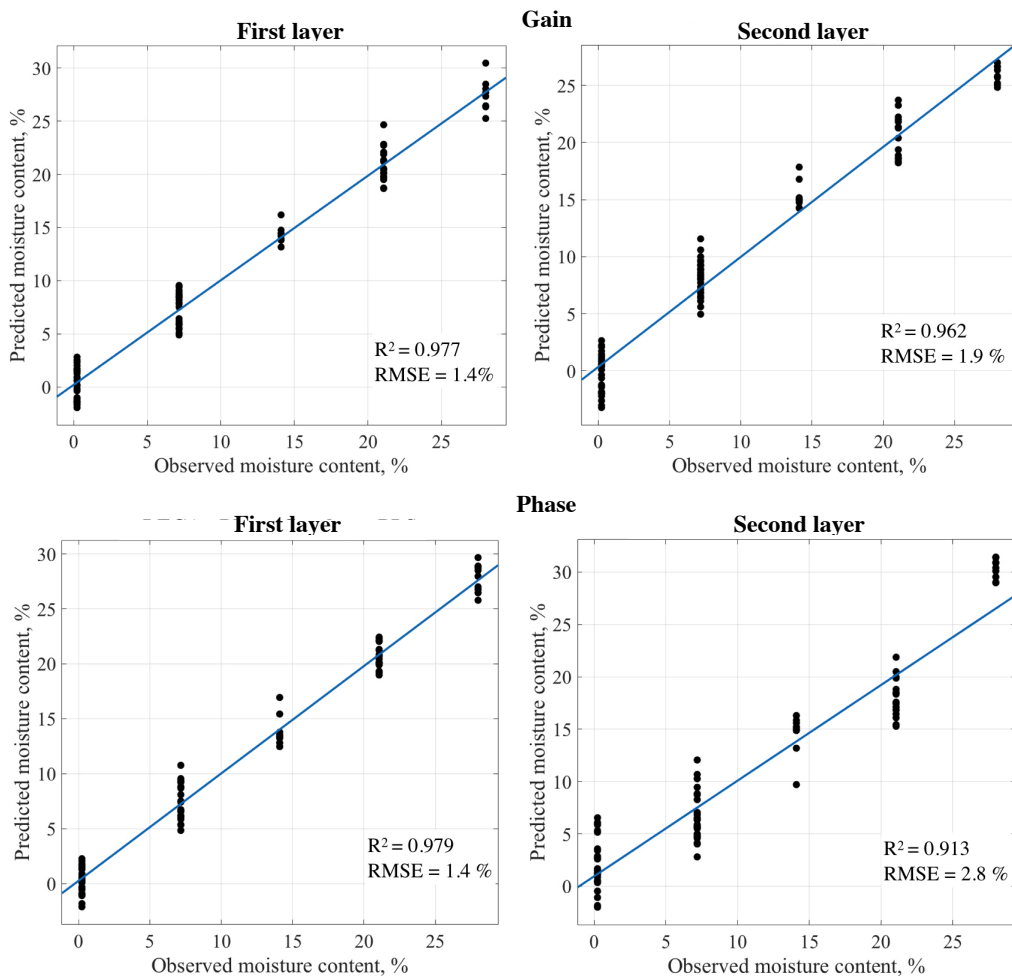 Gain
First layer
Second layer
30
25
20
15
10
5
0
Predicted moisture content, %
R² = 0.977
RMSE = 1.4%
0 5 10 15 20 25
Observed moisture content, %
25
20
15
10
5
0
Predicted moisture content, %
R² = 0.962
RMSE = 1.9 %
0 5 10 15 20 25
Observed moisture content, %
Phase
First layer
Second layer
30
25
20
15
10
5
0
Predicted moisture content, %
R² = 0.979
RMSE = 1.4 %
0 5 10 15 20 25
Observed moisture content, %
30
25
20
15
10
5
0
Predicted moisture content, %
R² = 0.913
RMSE = 2.8 %
0 5 10 15 20 25
Observed moisture content, %